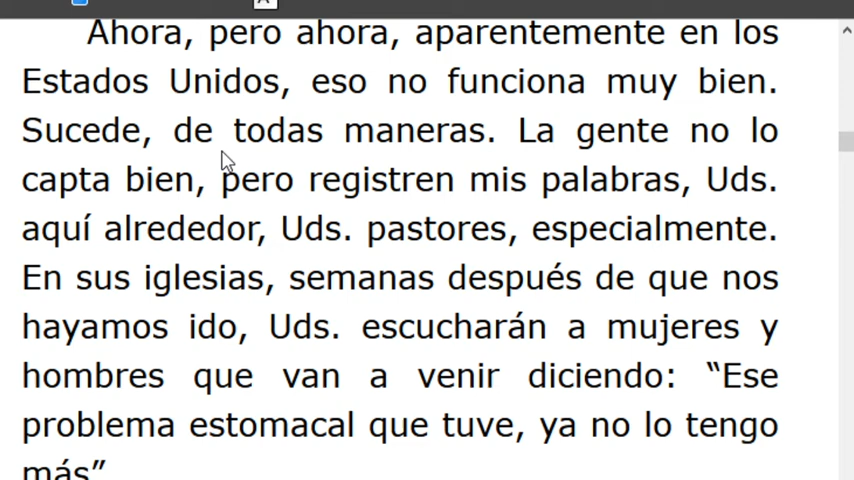 Ahora, pero ahora, aparentemente en los
Estados Unidos, eso no funciona muy bien.
Sucede, de todas maneras. La gente no lo
capta bien, pero registren mis palabras, Uds.
aquí alrededor, Uds. pastores, especialmente.
En sus iglesias, semanas después de que nos
hayamos ido, Uds. escucharán a mujeres y
hombres que van a venir diciendo: “Ese
problema estomacal que tuve, ya no lo tengo
más”